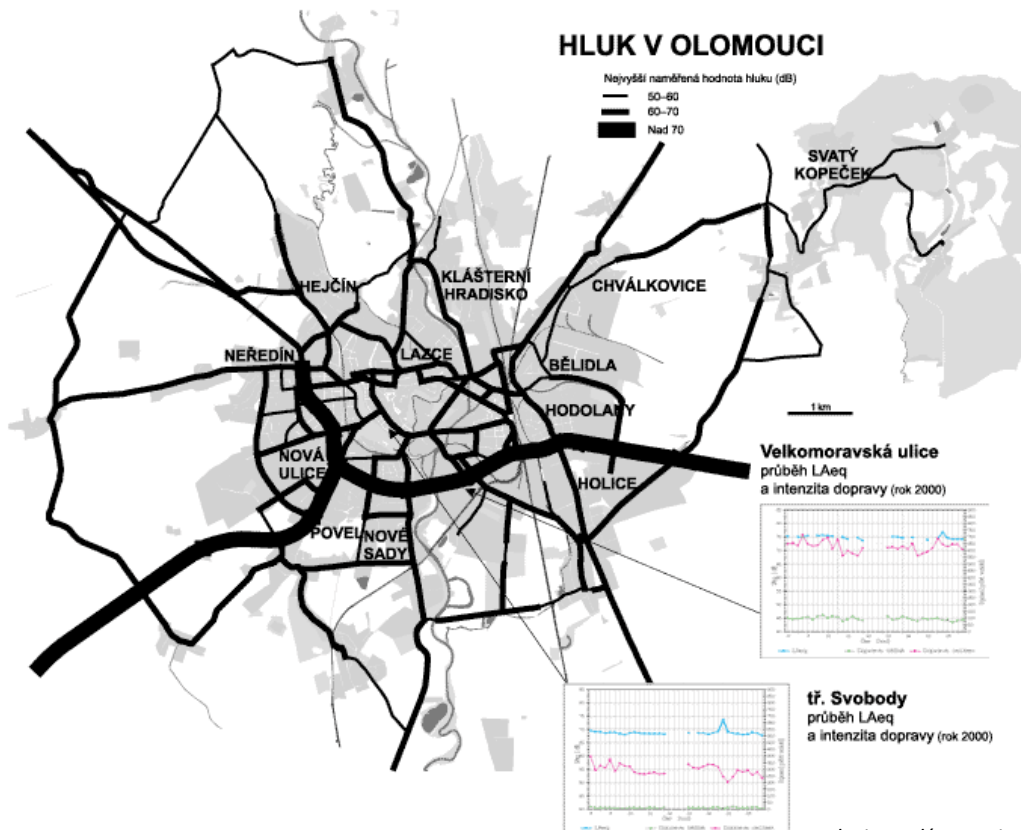 HLUK V OLOMOUCI
Nejvyšší naměřená hodnota hluku (dB)
50–60
60–70
Nad 70
SVATÝ
KOPEČEK
KLÁŠTERNÍ
HRADISKO
CHVÁLKOVICE
HEJČÍN
NEŘEDÍN
LAZCE
BĚLIDLA
HODOLANY
1 km
NOVÁ
ULICE
HOLICE
POVEL
NOVÉ
SADY
Velkomoravská ulice
průběh LAeq
a intenzita dopravy (rok 2000)
LAeq
tř. Svobody
průběh LAeq
a intenzita dopravy (rok 2000)
LAeq